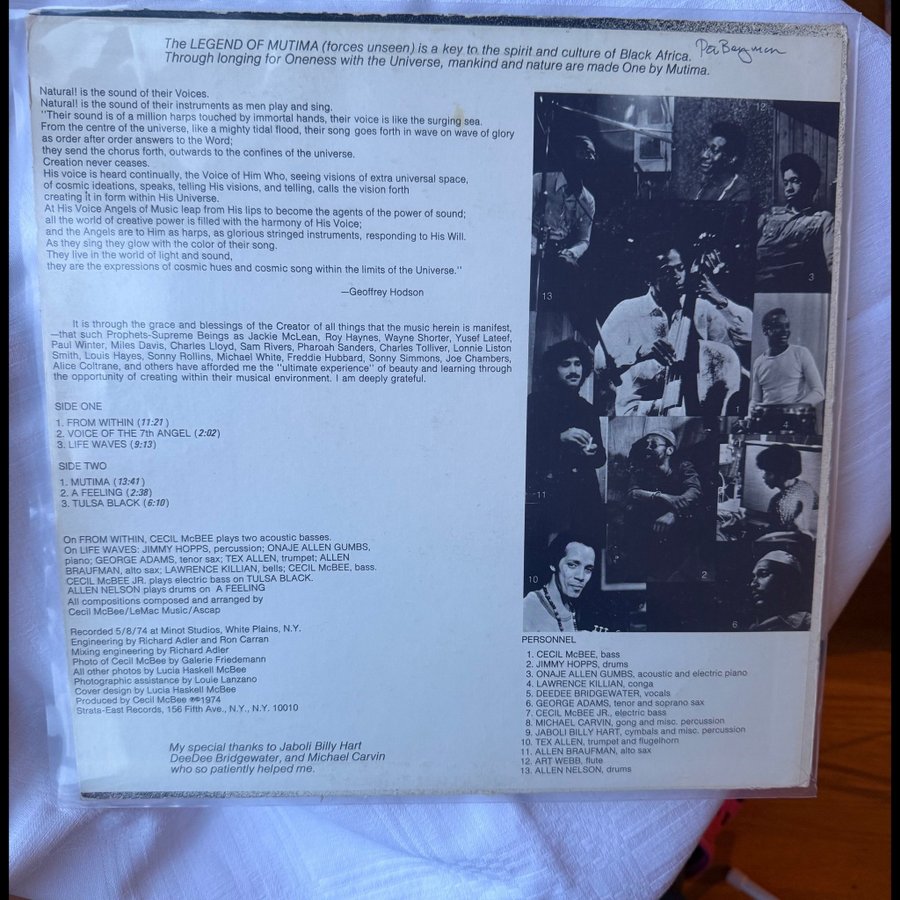 The LEGEND OF MUTIMA (forces unseen) is a key to the spirit and culture of Black Africa.
Through longing for Oneness with the Universe, mankind and nature are made One by Mutima.
Natural! is the sound of their Voices.
Natural! is the sound of their instruments as men play and sing,
"Their sound is of a million harps touched by immortal hands, their voice is like the surging sea.
From the centre of the universe, like a mighty tidal flood, their song goes forth in wave on wave of glory
as order after order answers to the Word;
they send the chorus forth, outwards to the confines of the universe.
Creation never ceases.
His voice is heard continually, the Voice of Him Who, seeing visions of extra universal space,
of cosmic ideations, speaks, telling His visions, and telling, calls the vision forth
creating it in form within His Universe.
At His Voice Angels of Music leap from His lips to become the agents of the power of sound;
all the world of creative power is filled with the harmony of His Voice;
and the Angels are to Him as harps, as glorious stringed instruments, responding to His Will.
As they sing they glow with the color of their song.
They live in the world of light and sound,
they are the expressions of cosmic hues and cosmic song within the limits of the Universe."
—Geoffrey Hodson
It is through the grace and blessings of the Creator of all things that the music herein is manifest,
—that such Prophets-Supreme Beings as Jackie McLean, Roy Haynes, Wayne Shorter, Yusef Lateef,
Paul Winter, Miles Davis, Charles Lloyd, Sam Rivers, Pharoah Sanders, Charles Tolliver, Lonnie Liston
Smith, Louis Hayes, Sonny Rollins, Michael White, Freddie Hubbard, Sonny Simmons, Joe Chambers,
Alice Coltrane, and others have afforded me the "ultimate experience" of beauty and learning through
the opportunity of creating within their musical environment. I am deeply grateful.
SIDE ONE
1. FROM WITHIN (11:21)
2. VOICE OF THE 7th ANGEL (2:02)
3. LIFE WAVES (9:13)
SIDE TWO
1. MUTIMA (13:41)
2. A FEELING (2:38)
3. TULSA BLACK (6:10)
On FROM WITHIN, CECIL McBEE plays two acoustic basses.
On LIFE WAVES: JIMMY HOPPS, percussion; ONAJE ALLEN GUMBS,
piano; GEORGE ADAMS, tenor sax; TEX ALLEN, trumpet; ALLEN
BRAUFMAN, alto sax; LAWRENCE KILLIAN, bells; CECIL McBEE, bass.
CECIL McBEE JR. plays electric bass on TULSA BLACK.
ALLEN NELSON plays drums on A FEELING
All compositions composed and arranged by
Cecil McBee/LeMac Music/Ascap
Recorded 5/8/74 at Minot Studios, White Plains, N.Y.
Engineering by Richard Adler and Ron Carran
Mixing engineering by Richard Adler
Photo of Cecil McBee by Galerie Friedemann
All other photos by Lucia Haskell McBee
Photographic assistance by Louie Lanzano
Cover design by Lucia Haskell McBee
Produced by Cecil McBee ©℗1974
Strata-East Records, 156 Fifth Ave., N.Y., N.Y. 10010
My special thanks to Jaboli Billy Hart
DeeDee Bridgewater, and Michael Carvin
who so patiently helped me.
12
3
13
1
11
10
2
6
PERSONNEL
1. CECIL McBEE, bass
2. JIMMY HOPPS, drums
3. ONAJE ALLEN GUMBS, acoustic and electric piano
4. LAWRENCE KILLIAN, conga
5. DEEDEE BRIDGEWATER, vocals
6. GEORGE ADAMS, tenor and soprano sax
7. CECIL McBEE JR., electric bass
8. MICHAEL CARVIN, gong and misc. percussion
9. JABOLI BILLY HART, cymbals and misc. percussion
10. TEX ALLEN, trumpet and flugelhorn
11. ALLEN BRAUFMAN, alto sax
12. ART WEBB, flute
13. ALLEN NELSON, drums